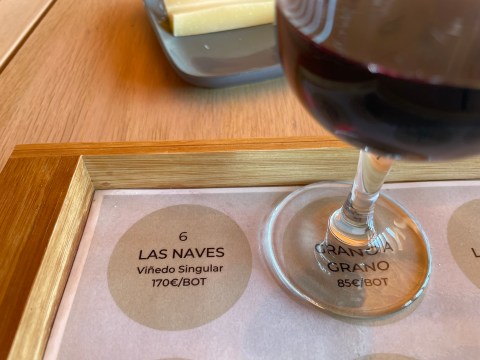 6
LAS NAVES
Viñedo Singular
170€/BOT
GRANO A
GRANO
85€/BOT
L